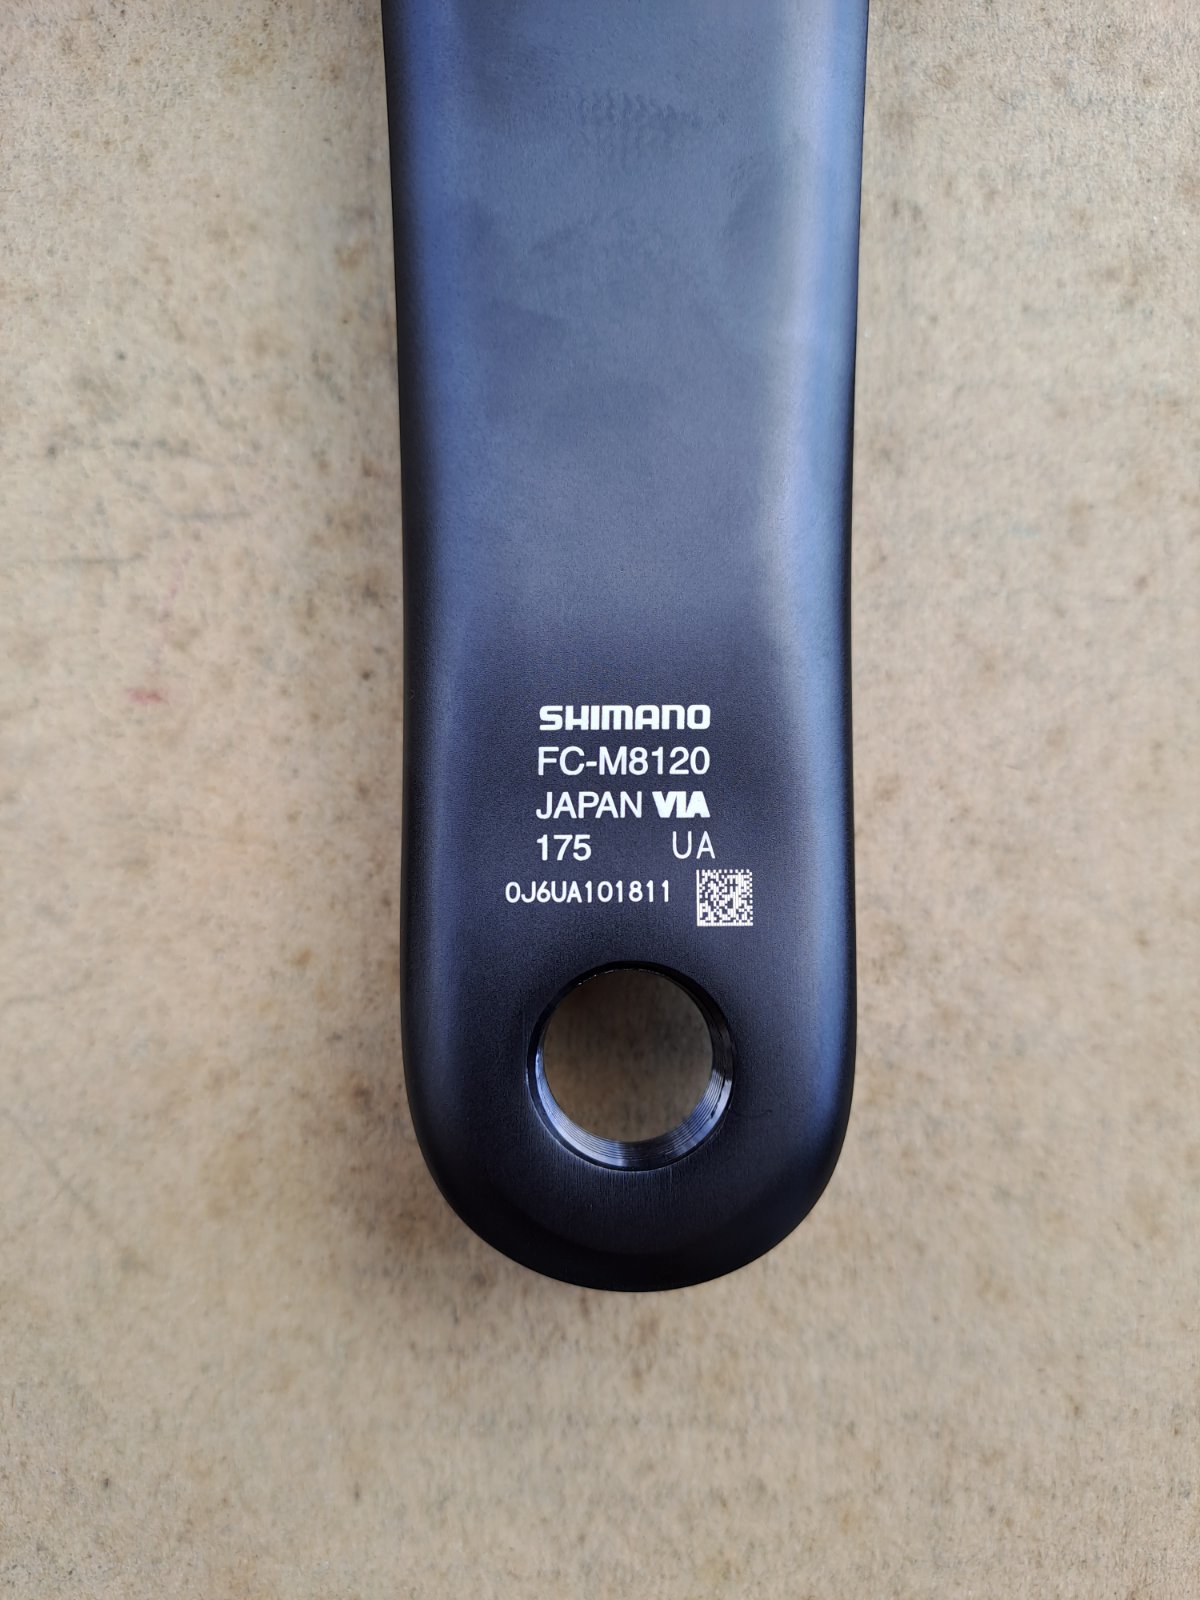 SHIMANO
FC-M8120
JAPAN VIA
175 UA
0J6UA101811